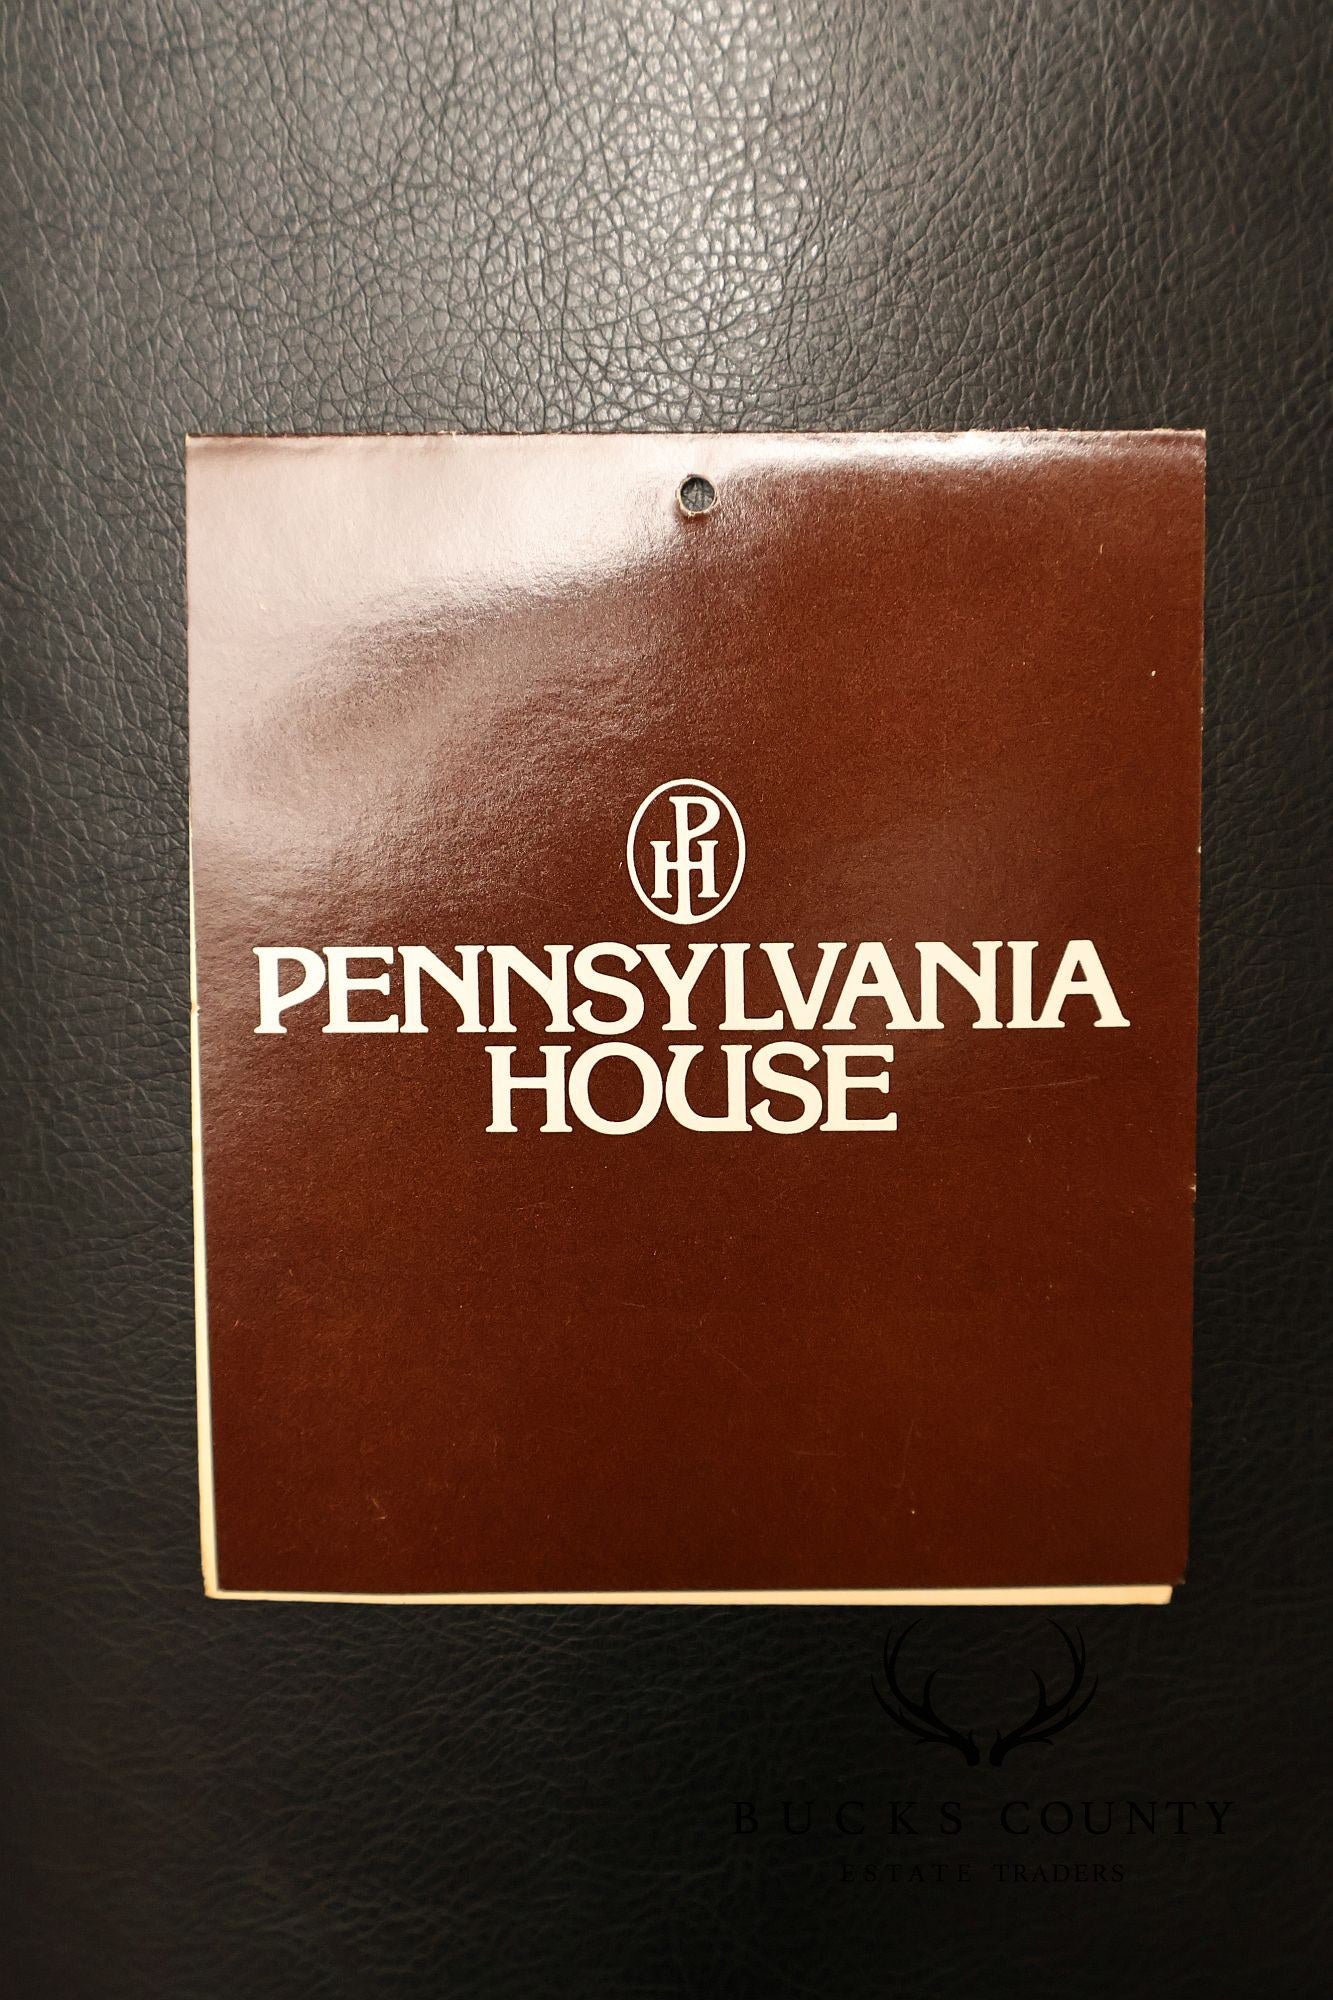 PH
PENNSYLVANIA
HOUSE
BUCKS COUNTY
ESTATE TRADERS